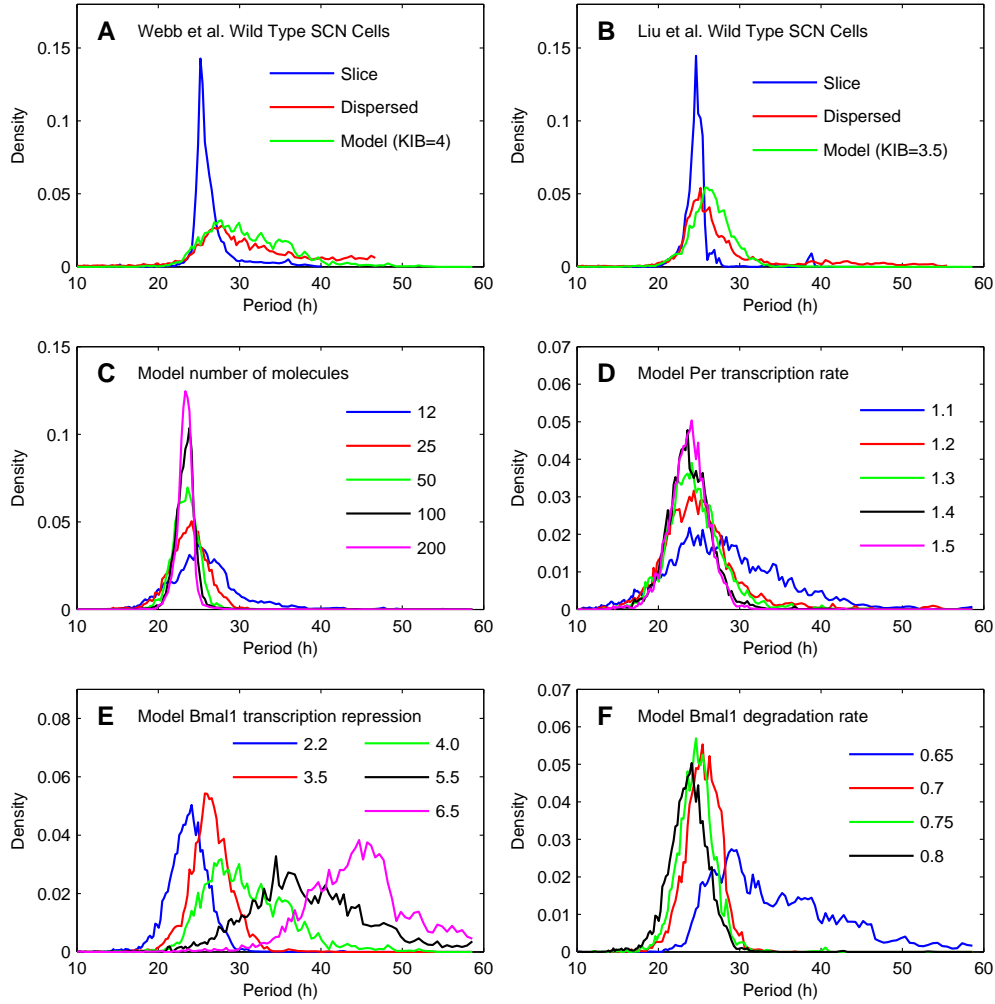 A Webb et al. Wild Type SCN Cells
0.15
0.1
0.05
0
Density
Slice
Dispersed
Model (KIB=4)
10 20 30 40 50 60
Period (h)
B Liu et al. Wild Type SCN Cells
0.15
0.1
0.05
0
Density
Slice
Dispersed
Model (KIB=3.5)
10 20 30 40 50 60
Period (h)
C Model number of molecules
0.15
0.1
0.05
0
Density
12
25
50
100
200
10 20 30 40 50 60
Period (h)
D Model Per transcription rate
0.07
0.06
0.05
0.04
0.03
0.02
0.01
0
Density
1.1
1.2
1.3
1.4
1.5
10 20 30 40 50 60
Period (h)
E Model Bmal1 transcription repression
0.08
0.06
0.04
0.02
0
Density
2.2
3.5
4.0
5.5
6.5
10 20 30 40 50 60
Period (h)
F Model Bmal1 degradation rate
0.07
0.06
0.05
0.04
0.03
0.02
0.01
0
Density
0.65
0.7
0.75
0.8
10 20 30 40 50 60
Period (h)